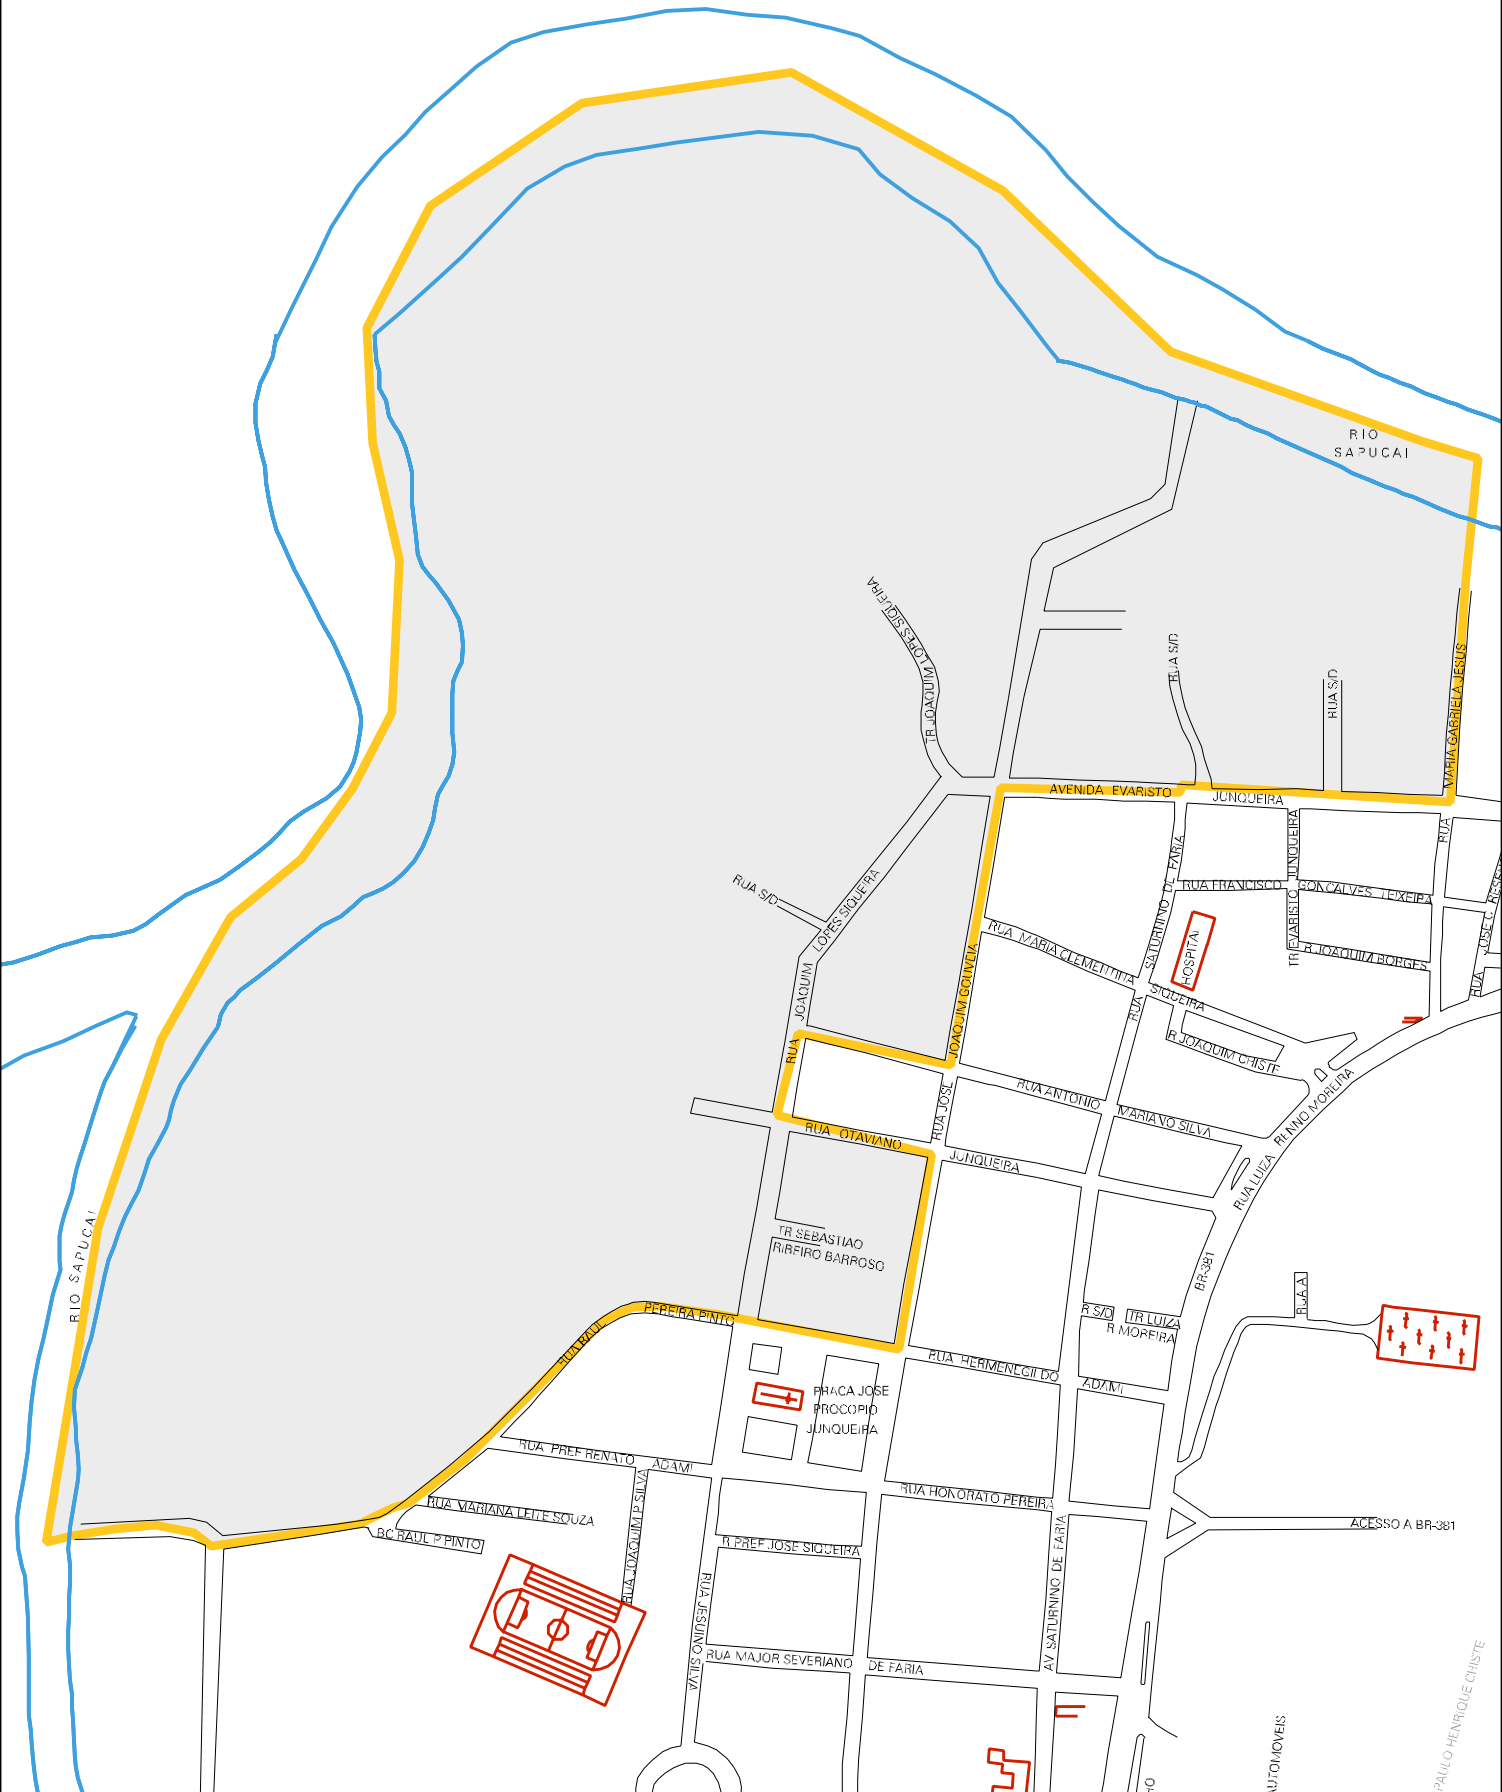 RIO
SAPUCAI
TR JOAQUIM LOPES SIQUEIRA
RUA S/D
RUA S/D
MARIA GABRIELA JESUS
AVENIDA EVARISTO
JUNQUEIRA
RUA
RUA S/D
LOPES SIQUEIRA
JOAQUIM
RUA
JOAQUIM GOUVEIA
RUA JOSE
RUA MARIA CLEMENTINA
SIQUEIRA
SATURNINO DE FARIA
RUA
RUA FRANCISCO
GONCALVES TEIXEIRA
TR EVARISTO JUNQUEIRA
R JOAQUIM BORGES
HOSPITAL
JOSE C.
RUA
R JOAQUIM CHISTE
RUA ANTONIO
MARIANO SILVA
RUA LUIZA
RENNO MOREIRA
RUA OTAVIANO
JUNQUEIRA
TR SEBASTIAO
RIBEIRO BARROSO
RIO SAPUCAI
BR-381
RUA A
R S/D
TR LUIZA
R MOREIRA
PEREIRA PINTO
RUA RAUL
RUA HERMENEGILDO
ADAMI
PRACA JOSE
PROCOPIO
JUNQUEIRA
RUA PREF RENATO
ADAMI
RUA HONORATO PEREIRA
RUA MARIANA LEITE SOUZA
BC RAUL P PINTO
RUA JOAQUIM P SILVA
R PREF JOSE SIQUEIRA
ACESSO A BR-381
RUA JESUINO SILVA
AV SATURNINO DE FARIA
RUA MAJOR SEVERIANO
DE FARIA
PAULO HENRIQUE CHISTE